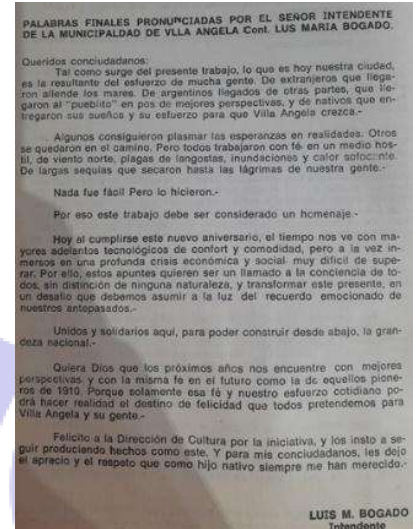 PALABRAS FINALES PRONUNCIADAS POR EL SEÑOR INTENDENTE
DE LA MUNICIPALDAD DE VLLA ANGELA Cont. LUS MARIA BOGADO.
Queridos conciudadanos:
Tal como surge del presente trabajo, lo que es hoy nuestra ciudad,
es la resultante del esfuerzo de mucha gente. De extranjeros que llega-
ron allende los mares. De argentinos llegados de otras partes, que lle-
garon al "pueblito" en pos de mejores perspectivas, y de nativos que en-
tregaron sus sueños y su esfuerzo para que Villa Angela crezca.-
Algunos consiguieron plasmar las esperanzas en realidades. Otros
se quedaron en el camino. Pero todos trabajaron con fé en un medio hos-
til, de viento norte, plagas de langostas, inundaciones y calor sofocante.
De largas sequías que secaron hasta las lágrimas de nuestra gente.-
Nada fue fácil Pero lo hicieron.-
Por eso este trabajo debe ser considerado un homenaje.-
Hoy al cumplirse este nuevo aniversario, el tiempo nos ve con ma-
yores adelantos tecnológicos de confort y comodidad, pero a la vez in-
mersos en una profunda crisis económica y social muy difícil de supe-
rar. Por ello, estos apuntes quieren ser un llamado a la conciencia de to-
dos, sin distinción de ninguna naturaleza, y transformar este presente, en
un desafío que debemos asumir a la luz del recuerdo emocionado de
nuestros antepasados.-
Unidos y solidarios aquí, para poder construir desde abajo, la gran-
deza nacional.-
Quiera Dios que los próximos años nos encuentre con mejores
perspectivas y con la misma fé en el futuro como la de aquellos pione-
ros de 1910. Porque solamente esa fé y nuestro esfuerzo cotidiano po-
drá hacer realidad el destino de felicidad que todos pretendemos para
Villa Angela y su gente.-
Felicito a la Dirección de Cultura por la iniciativa, y los insto a se-
guir produciendo hechos como este. Y para mis conciudadanos, les dejo
el aprecio y el respeto que como hijo nativo siempre me han merecido.-
LUIS M. BOGADO
Intendente